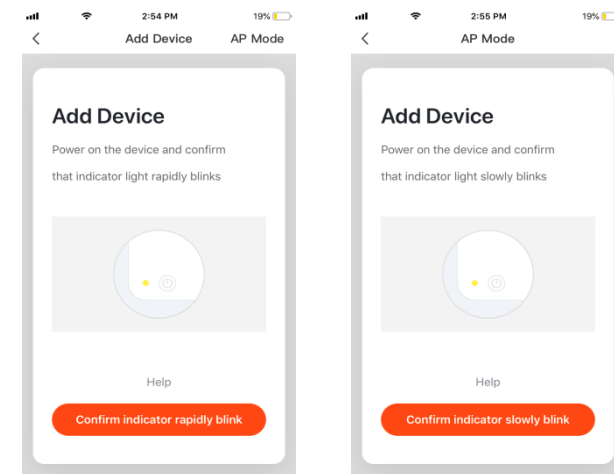 2:54 PM
19%
Add Device
AP Mode
Add Device
Power on the device and confirm
that indicator light rapidly blinks
Help
Confirm indicator rapidly blink
2:55 PM
19%
AP Mode
Add Device
Power on the device and confirm
that indicator light slowly blinks
Help
Confirm indicator slowly blink